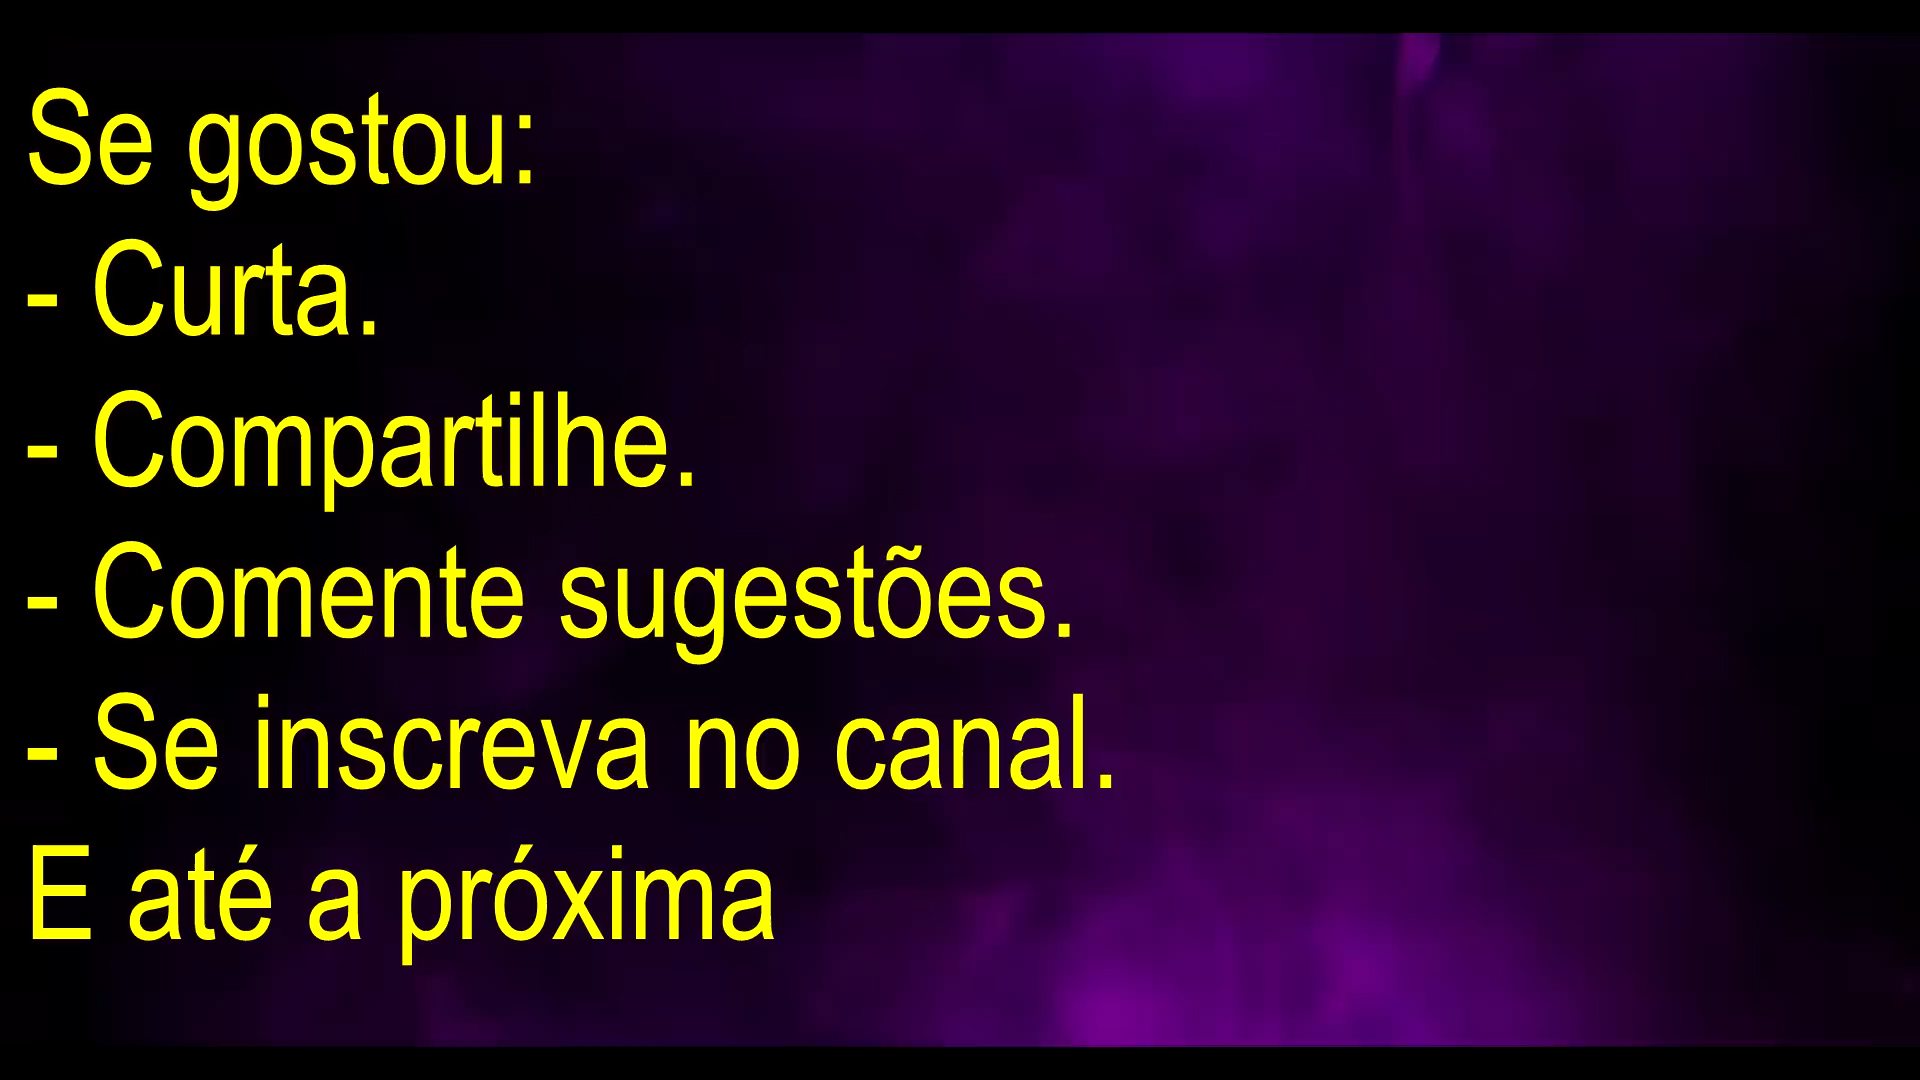 Se gostou:
- Curta.
- Compartilhe.
- Comente sugestões.
- Se inscreva no canal.
E até a próxima